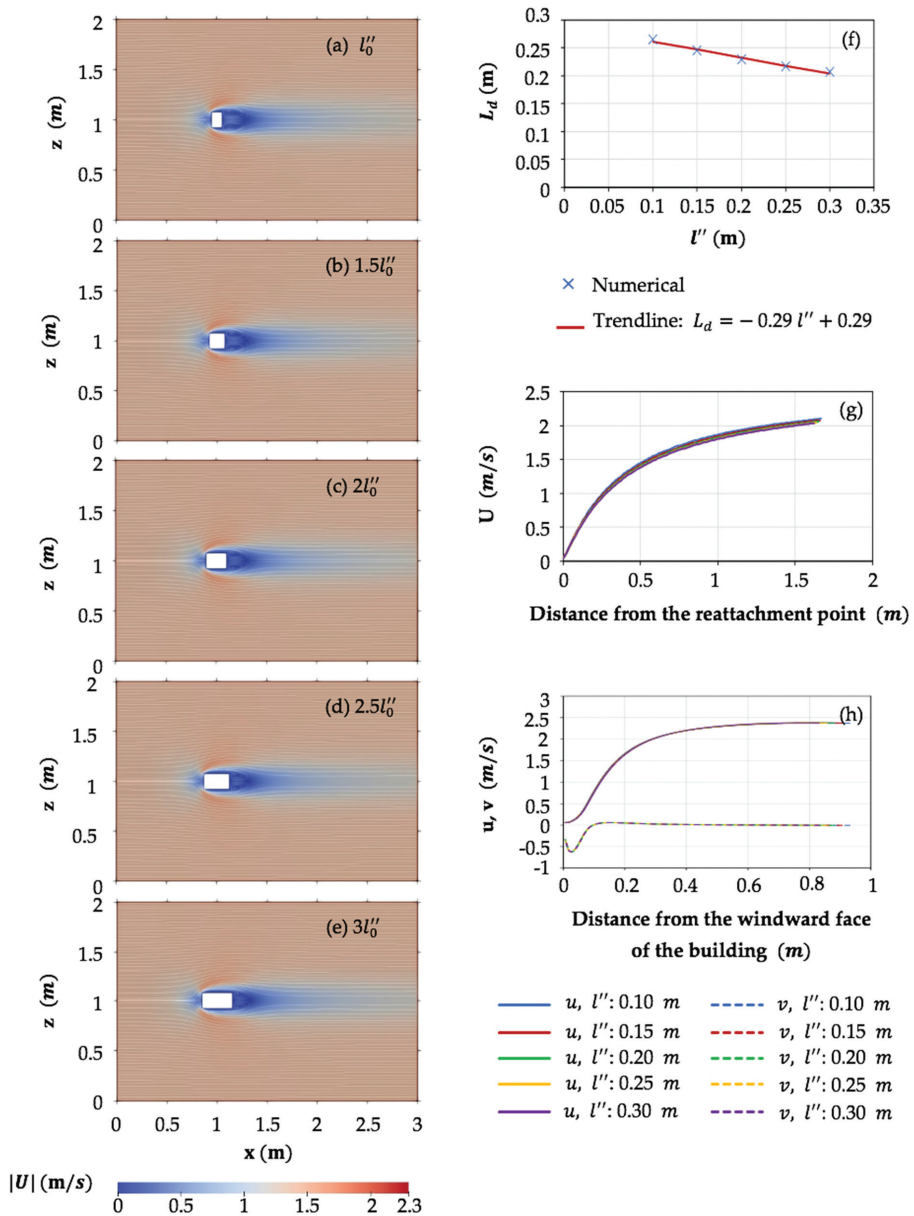 2
(a) l₀′′
1.5
z (m)
1
0.5
0
2
(b) 1.5l₀′′
1.5
z (m)
1
0.5
0
2
(c) 2l₀′′
1.5
z (m)
1
0.5
0
2
(d) 2.5l₀′′
1.5
z (m)
1
0.5
0
2
(e) 3l₀′′
1.5
z (m)
1
0.5
0
0 0.5 1 1.5 2 2.5 3
x (m)
|U| (m/s)
0 0.5 1 1.5 2 2.3
0.3
(f)
0.25
0.2
L_d (m)
0.15
0.1
0.05
0
0 0.05 0.1 0.15 0.2 0.25 0.3 0.35
l′′ (m)
× Numerical
Trendline: L_d = − 0.29 l′′ + 0.29
2.5
(g)
2
U (m/s)
1.5
1
0.5
0
0 0.5 1 1.5 2
Distance from the reattachment point (m)
3
(h)
2.5
2
u, v (m/s)
1.5
1
0.5
0
-0.5
-1
0 0.2 0.4 0.6 0.8 1
Distance from the windward face
of the building (m)
u, l′′: 0.10 m v, l′′: 0.10 m
u, l′′: 0.15 m v, l′′: 0.15 m
u, l′′: 0.20 m v, l′′: 0.20 m
u, l′′: 0.25 m v, l′′: 0.25 m
u, l′′: 0.30 m v, l′′: 0.30 m